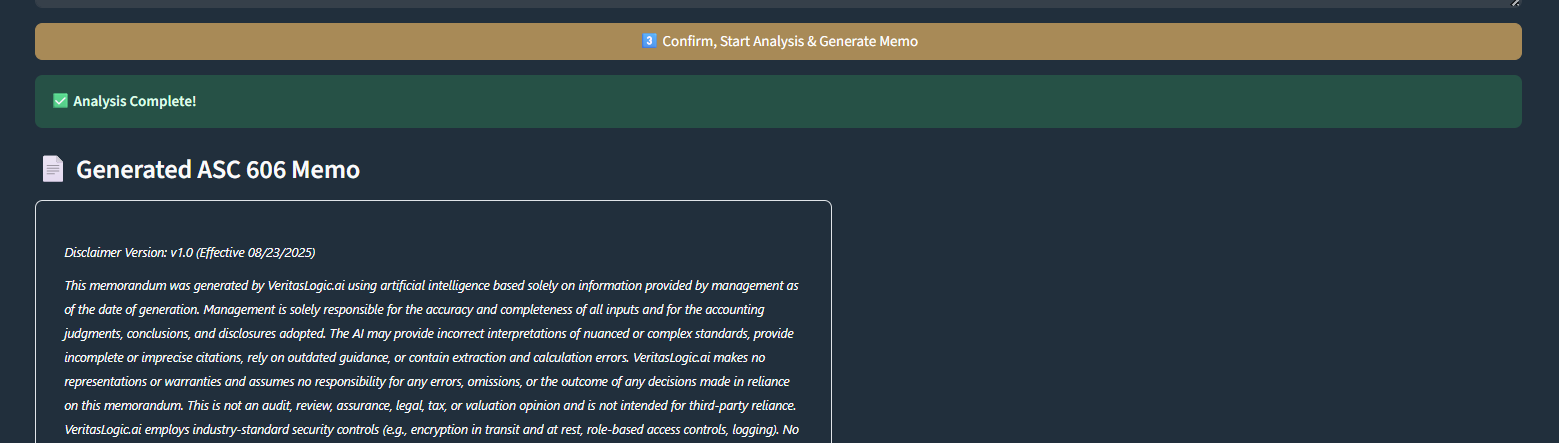 3 Confirm, Start Analysis & Generate Memo
Analysis Complete!
Generated ASC 606 Memo
Disclaimer Version: v1.0 (Effective 08/23/2025)
This memorandum was generated by VeritasLogic.ai using artificial intelligence based solely on information provided by management as
of the date of generation. Management is solely responsible for the accuracy and completeness of all inputs and for the accounting
judgments, conclusions, and disclosures adopted. The AI may provide incorrect interpretations of nuanced or complex standards, provide
incomplete or imprecise citations, rely on outdated guidance, or contain extraction and calculation errors. VeritasLogic.ai makes no
representations or warranties and assumes no responsibility for any errors, omissions, or the outcome of any decisions made in reliance
on this memorandum. This is not an audit, review, assurance, legal, tax, or valuation opinion and is not intended for third-party reliance.
VeritasLogic.ai employs industry-standard security controls (e.g., encryption in transit and at rest, role-based access controls, logging). No